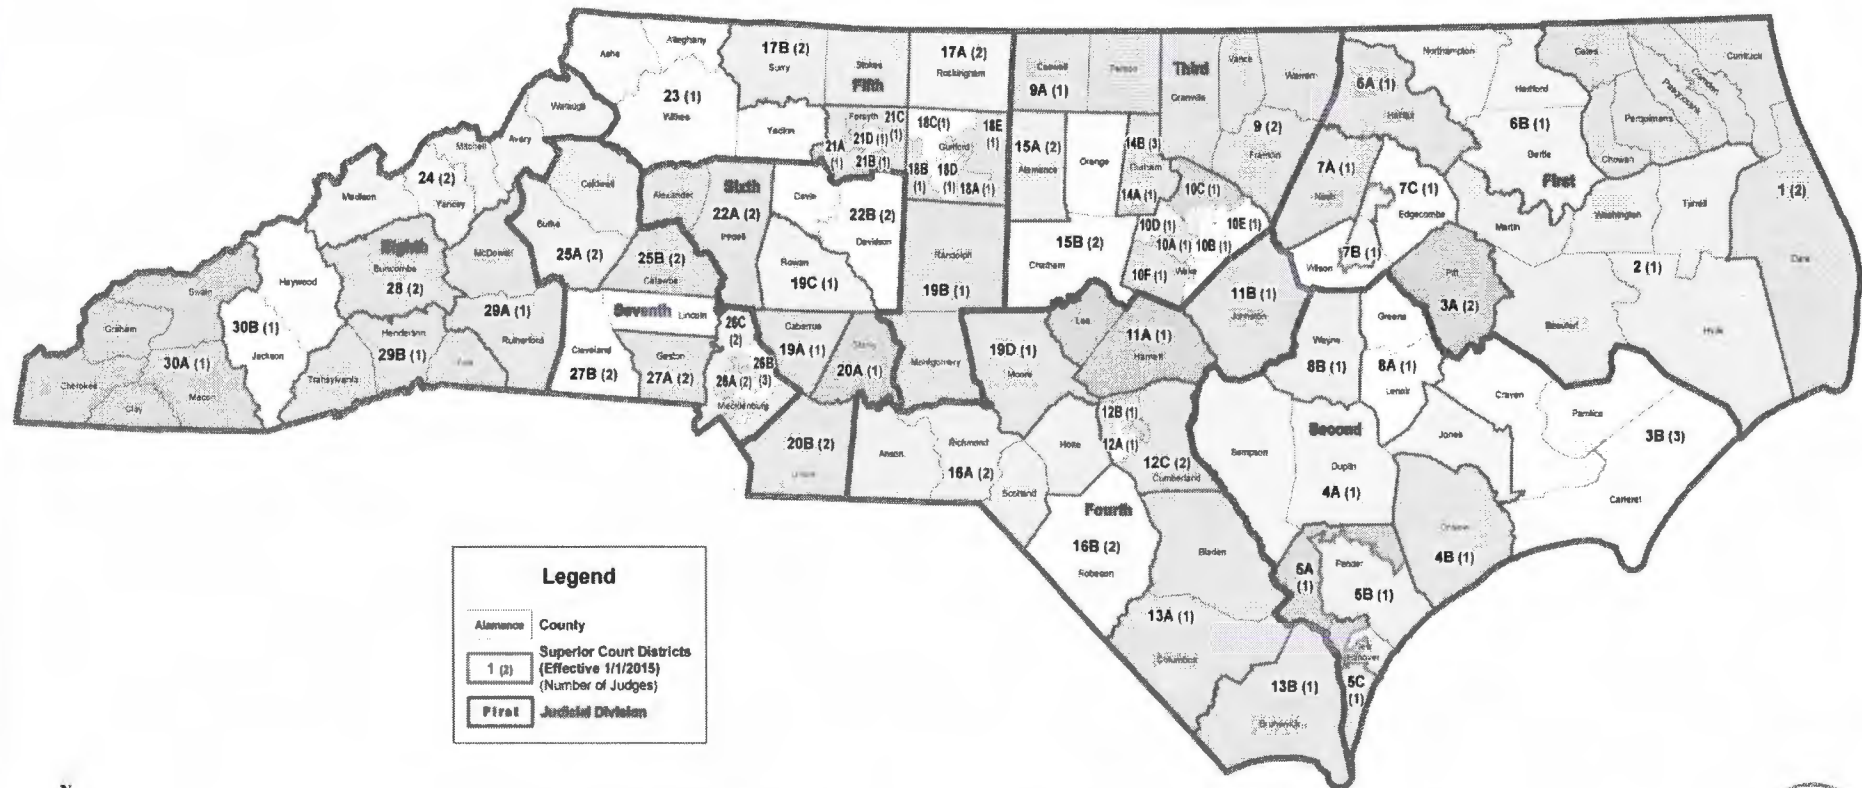 Ashe
Alleghany
17B (2)
Surry
Stokes
Fifth
17A (2)
Rockingham
Caswell
9A (1)
Person
Third
Granville
Vance
Warren
Northampton
6A (1)
Halifax
Hertford
6B (1)
Bertie
First
Gates
Currituck
Camden
Pasquotank
Perquimans
Chowan
Watauga
23 (1)
Wilkes
Yadkin
Forsyth
21C
(1)
21D (1)
21A
(1)
21B (1)
18C(1)
18E
(1)
Guilford
18B
(1)
18D
(1)
18A (1)
15A (2)
Alamance
Orange
14B (3)
Durham
14A (1)
9 (2)
Franklin
7A (1)
Nash
7C (1)
Edgecombe
Avery
Mitchell
24 (2)
Yancey
Madison
Caldwell
Burke
25A (2)
Alexander
Sixth
22A (2)
Iredell
Davie
22B (2)
Davidson
Randolph
19B (1)
15B (2)
Chatham
10C (1)
10D (1)
10E (1)
10A (1)
10B (1)
Wake
10F (1)
Wilson
7B (1)
Martin
Washington
Tyrrell
1 (2)
Dare
Eighth
Buncombe
28 (2)
McDowell
25B (2)
Catawba
Rowan
19C (1)
11B (1)
Johnston
Pitt
3A (2)
2 (1)
Beaufort
Hyde
Haywood
Swain
Graham
30B (1)
Jackson
30A (1)
Macon
Cherokee
Clay
Henderson
29B (1)
Transylvania
Polk
29A (1)
Rutherford
Seventh
Lincoln
Cleveland
27B (2)
Gaston
27A (2)
26C
(2)
26B
(3)
26A (2)
Mecklenburg
Cabarrus
19A (1)
Stanly
20A (1)
Montgomery
19D (1)
Moore
Lee
11A (1)
Harnett
Wayne
8B (1)
Greene
8A (1)
Lenoir
Craven
Pamlico
3B (3)
Jones
Carteret
20B (2)
Union
Anson
Richmond
16A (2)
Scotland
Hoke
12B (1)
12A (1)
12C (2)
Cumberland
Sampson
Second
Duplin
4A (1)
Onslow
4B (1)
Fourth
16B (2)
Robeson
Bladen
5A
(1)
Pender
5B (1)
13A (1)
Columbus
13B (1)
Brunswick
New
Hanover
5C
(1)
Legend
Alamance County
1 (2) Superior Court Districts
(Effective 1/1/2015)
(Number of Judges)
First Judicial Division
N